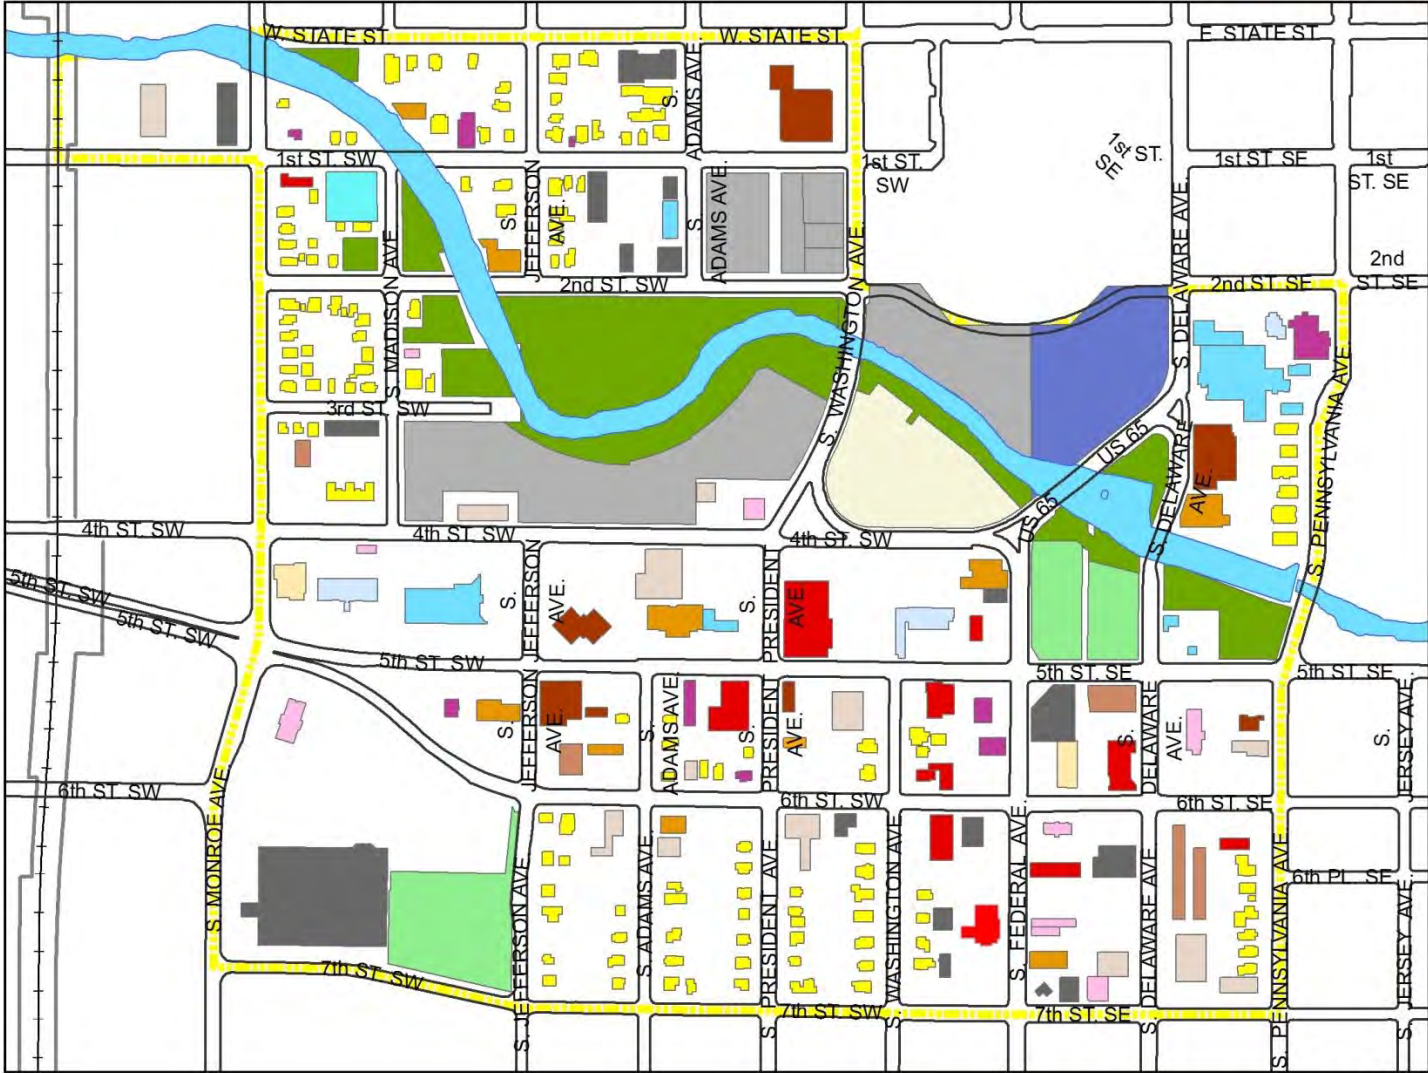 W. STATE ST.
W. STATE ST.
E. STATE ST
S.
ADAMS AVE.
1st ST. SW
1st ST.
SW
1st ST.
SE
1st ST. SE
1st
ST. SE
S.
JEFFERSON
AVE.
S.
ADAMS AVE.
S. MADISON AVE
2nd ST. SW
S. WASHINGTON AVE.
S. DELAWARE AVE.
2nd ST. SE
2nd
ST. SE
3rd ST. SW
US 65
US 65
S. DELAWARE
AVE.
S. PENNSYLVANIA AVE.
4th ST. SW
4th ST. SW
4th ST. SW
5th ST. SW
5th ST. SW
5th ST. SW
S.
JEFFERSON
AVE.
S.
PRESIDENT
AVE
5th ST. SE
5th ST. SE
S.
JEFFERSON
AVE.
S.
ADAMS AVE.
S.
PRESIDENT
AVE.
S.
DELAWARE
AVE.
S.
JERSEY AVE.
6th ST. SW
6th ST. SW
6th ST. SE
6th PL. SE
S. MONROE AVE
S. JEFFERSON AVE.
S. ADAMS AVE.
S. PRESIDENT AVE
S. WASHINGTON AVE
S. FEDERAL AVE.
S. DELAWARE AVE
S. PENNSYLVANIA AVE.
S. JERSEY AVE.
7th ST. SW
7th ST. SW
7th ST. SE